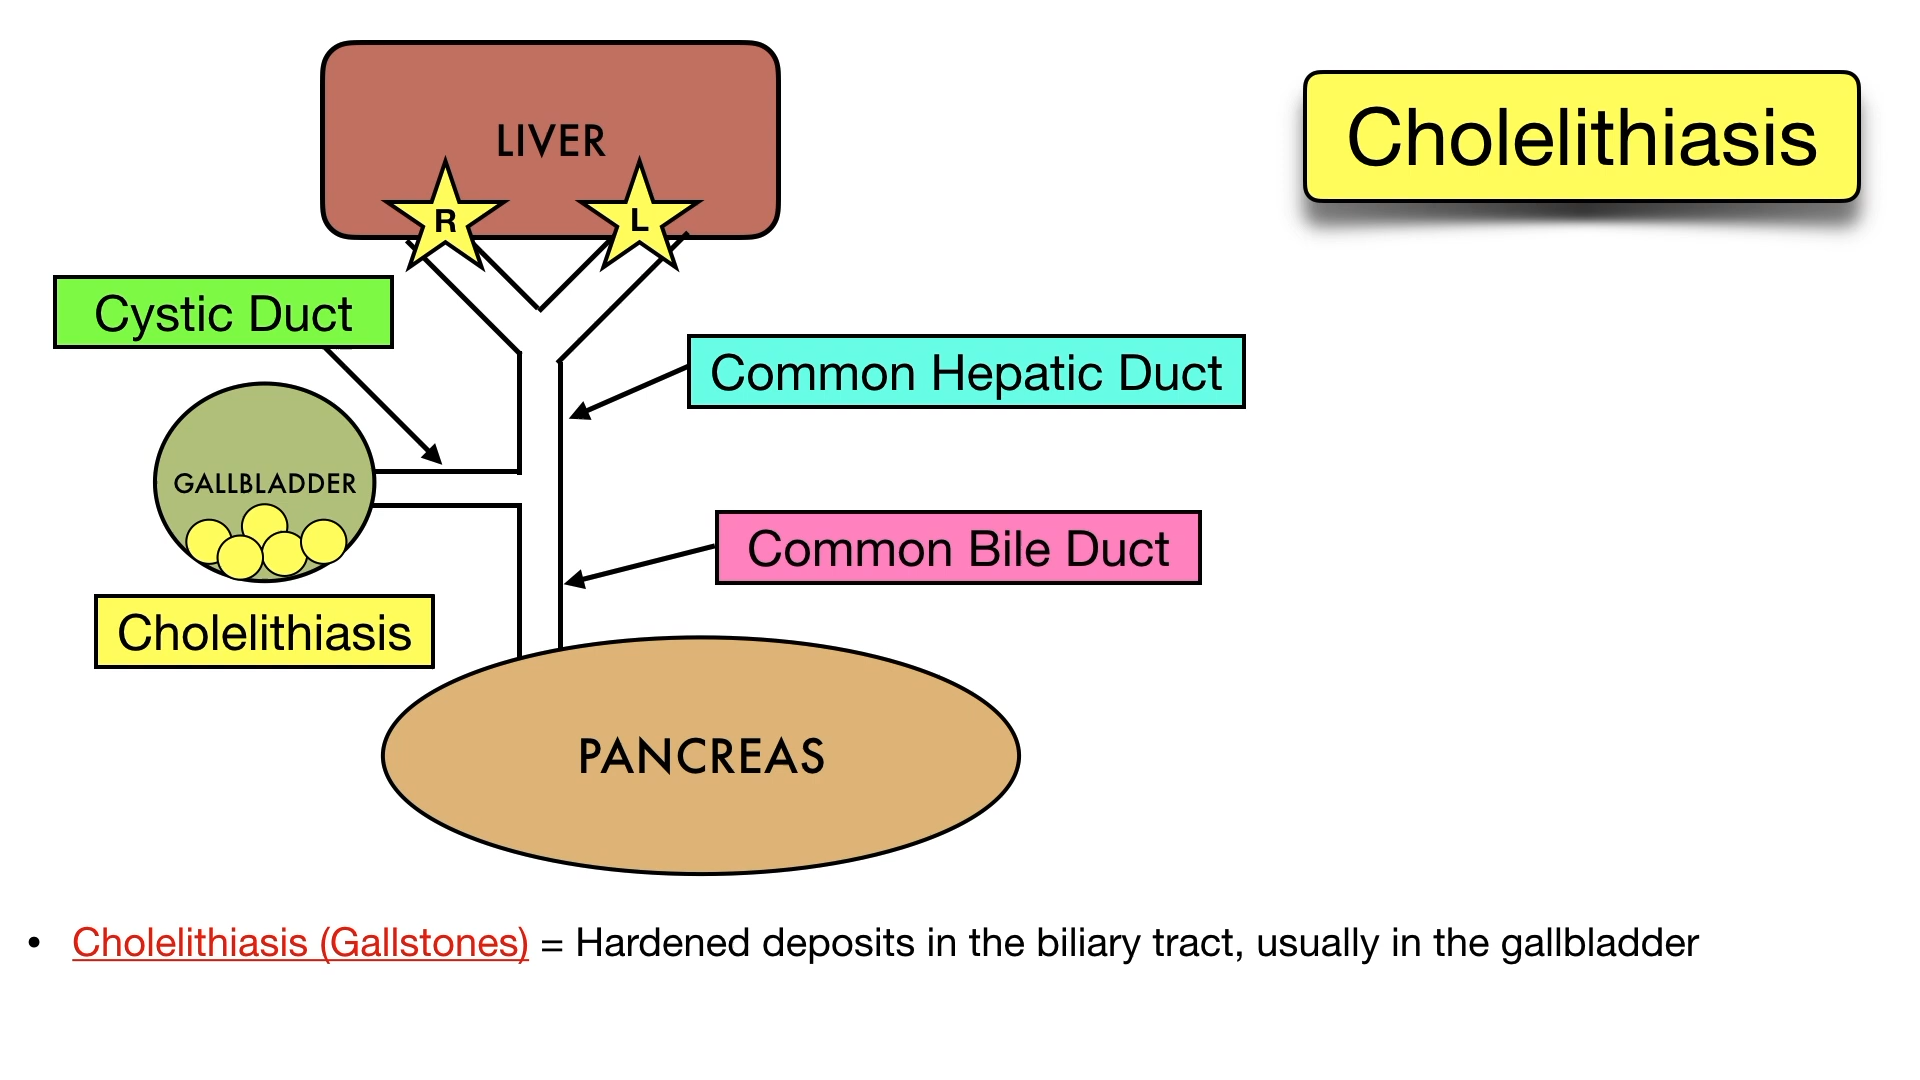 Cholelithiasis
LIVER
R
L
Cystic Duct
Common Hepatic Duct
GALLBLADDER
Common Bile Duct
Cholelithiasis
PANCREAS
• Cholelithiasis (Gallstones) = Hardened deposits in the biliary tract, usually in the gallbladder